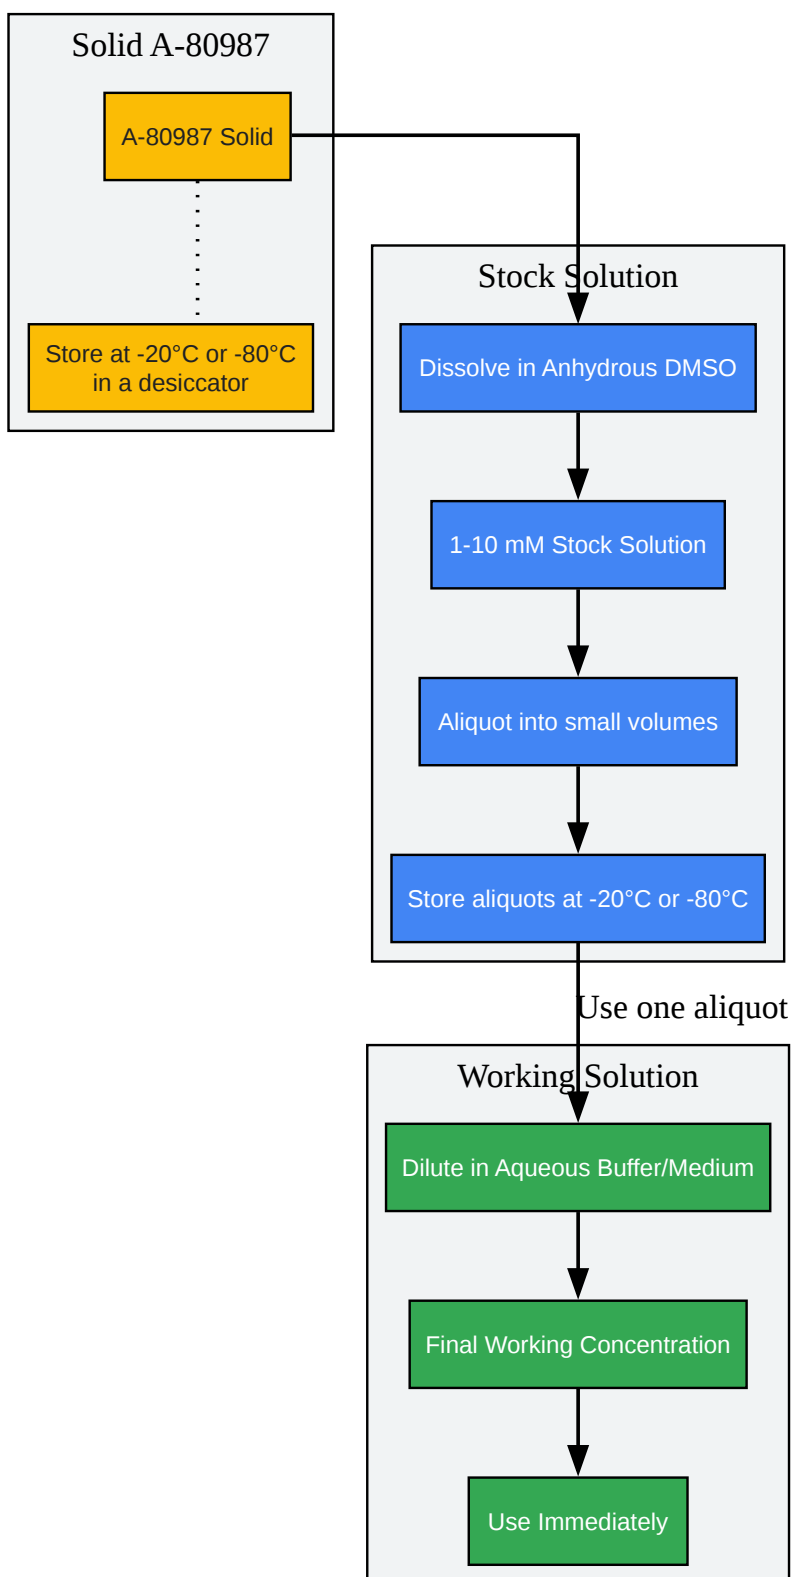 Solid A-80987
A-80987 Solid
Store at -20°C or -80°C
in a desiccator
Stock Solution
Dissolve in Anhydrous DMSO
1-10 mM Stock Solution
Aliquot into small volumes
Store aliquots at -20°C or -80°C
Use one aliquot
Working Solution
Dilute in Aqueous Buffer/Medium
Final Working Concentration
Use Immediately